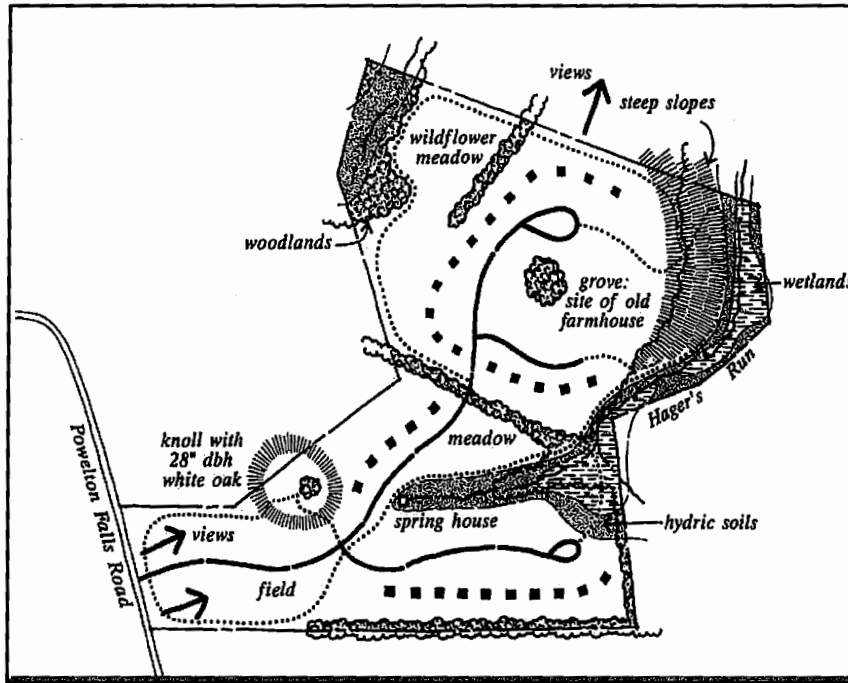 views
steep slopes
wildflower
meadow
woodlands
grove:
site of old
farmhouse
wetlands
Hager's Run
knoll with
28" dbh
white oak
meadow
Powelton Falls Road
views
spring house
hydric soils
field